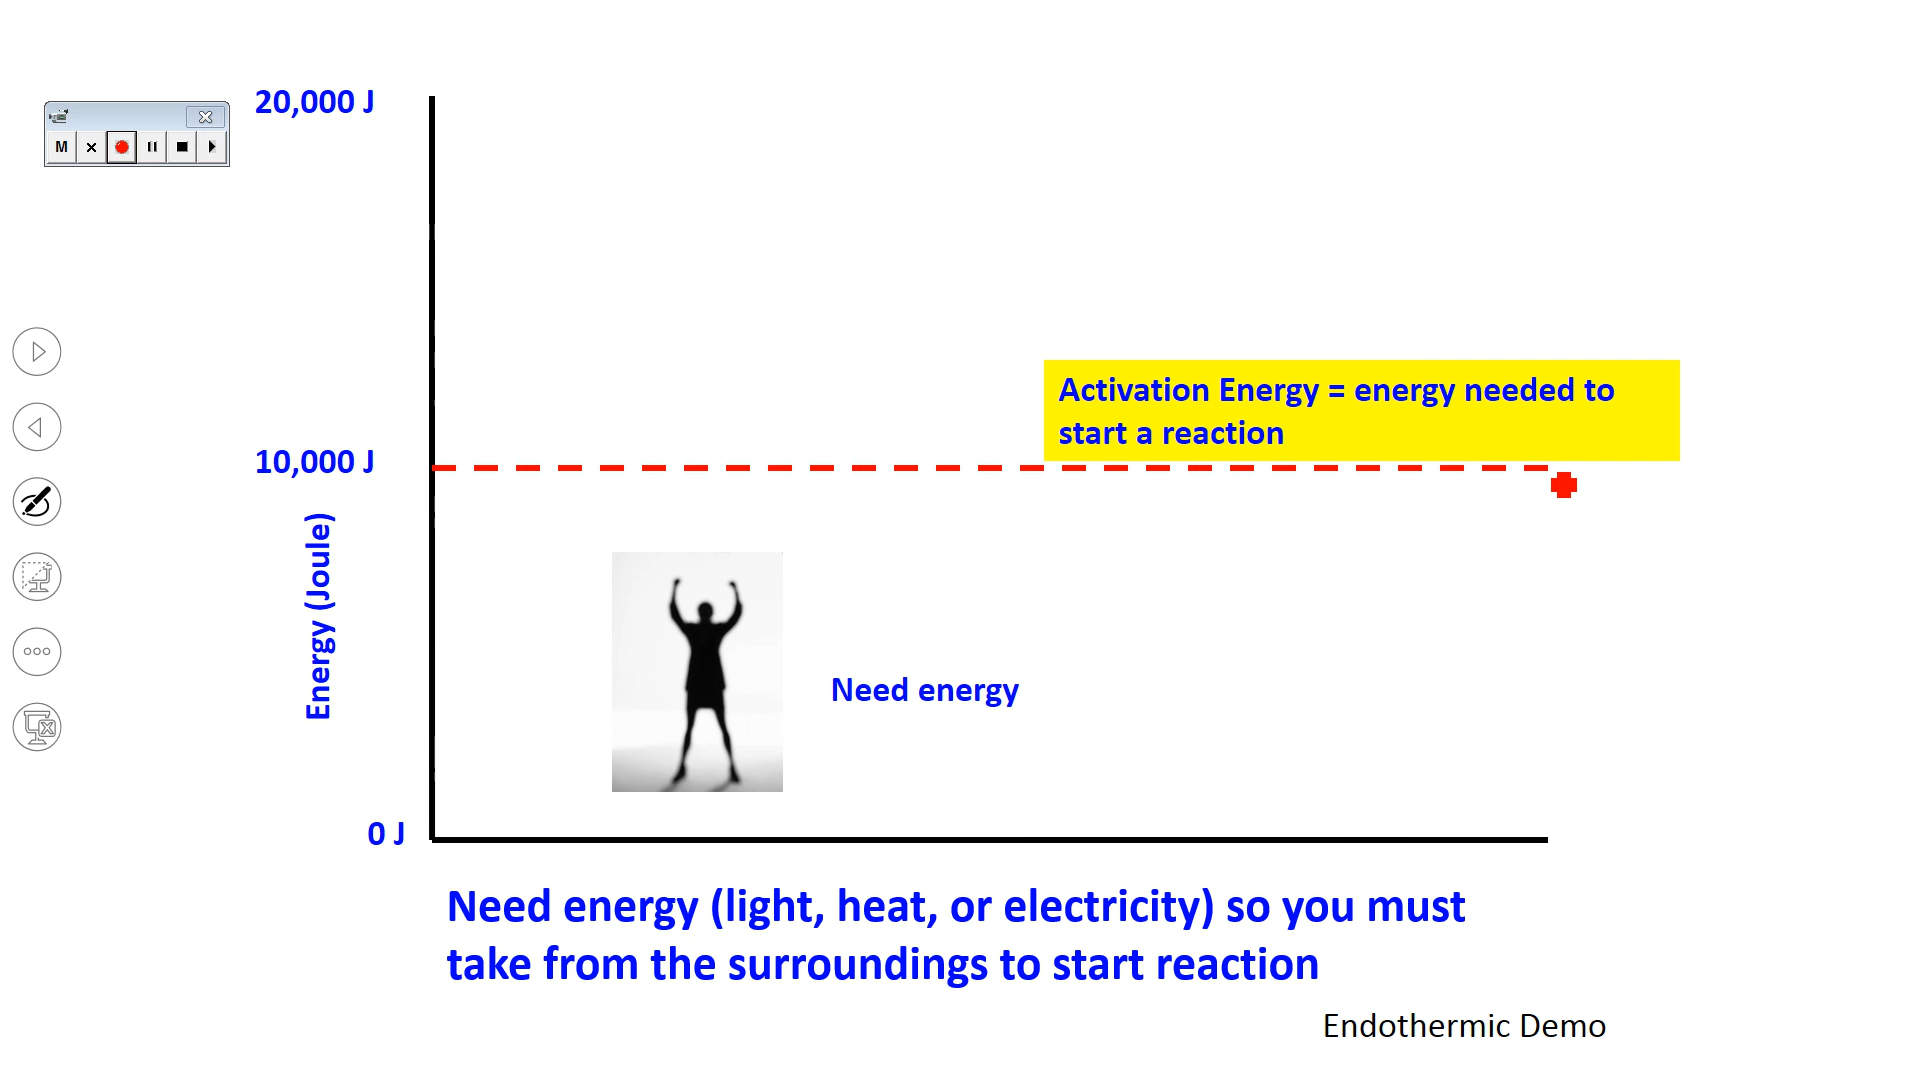 20,000 J
M
Activation Energy = energy needed to
start a reaction
10,000 J
Energy (Joule)
Need energy
0 J
Need energy (light, heat, or electricity) so you must
take from the surroundings to start reaction
Endothermic Demo